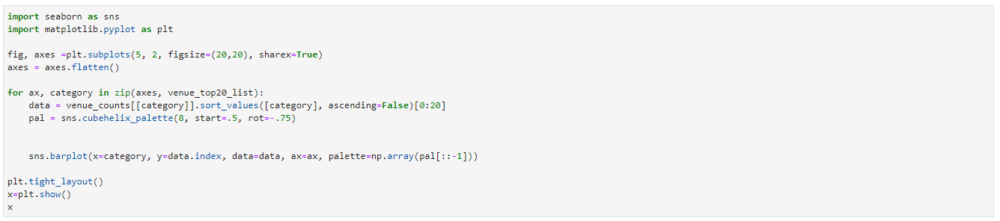 import seaborn as sns
import matplotlib.pyplot as plt
fig, axes =plt.subplots(5, 2, figsize=(20,20), sharex=True)
axes = axes.flatten()
for ax, category in zip(axes, venue_top20_list):
    data = venue_counts[[category]].sort_values([category], ascending=False)[0:20]
    pal = sns.cubehelix_palette(8, start=.5, rot=-.75)
    sns.barplot(x=category, y=data.index, data=data, ax=ax, palette=np.array(pal[::-1]))
plt.tight_layout()
x=plt.show()
x